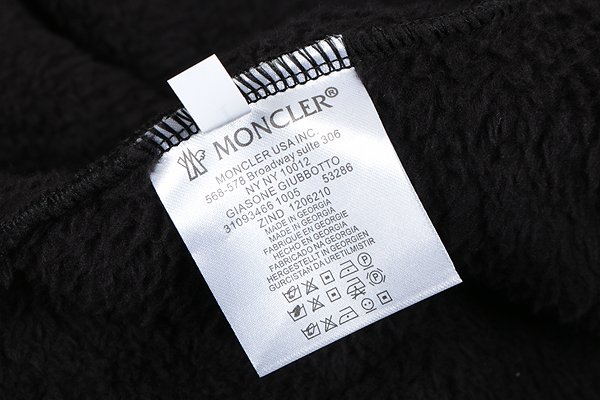 MONCLER®
MONCLER USA INC.
568-578 Broadway suite 306
NY NY 10012
GIASONE GIUBBOTTO
31093466 1005 53286
ZIND 1206210
MADE IN GEORGIA
MADE IN GEORGIA
FABRIQUE EN GEORGIE
HECHO EN GEORGIA
FABRICADO NA GEORGIA
HERGESTELLT IN GEORGIEN
GURCISTAN DA URETILMISTIR